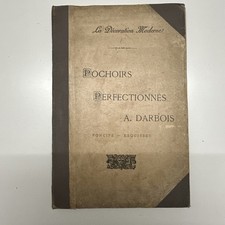 La Décoration Moderne
POCHOIRS
PERFECTIONNÉS
A. DARBOIS